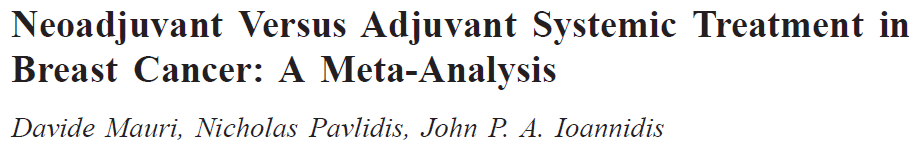 Neoadjuvant Versus Adjuvant Systemic Treatment in
Breast Cancer: A Meta-Analysis
Davide Mauri, Nicholas Pavlidis, John P. A. Ioannidis